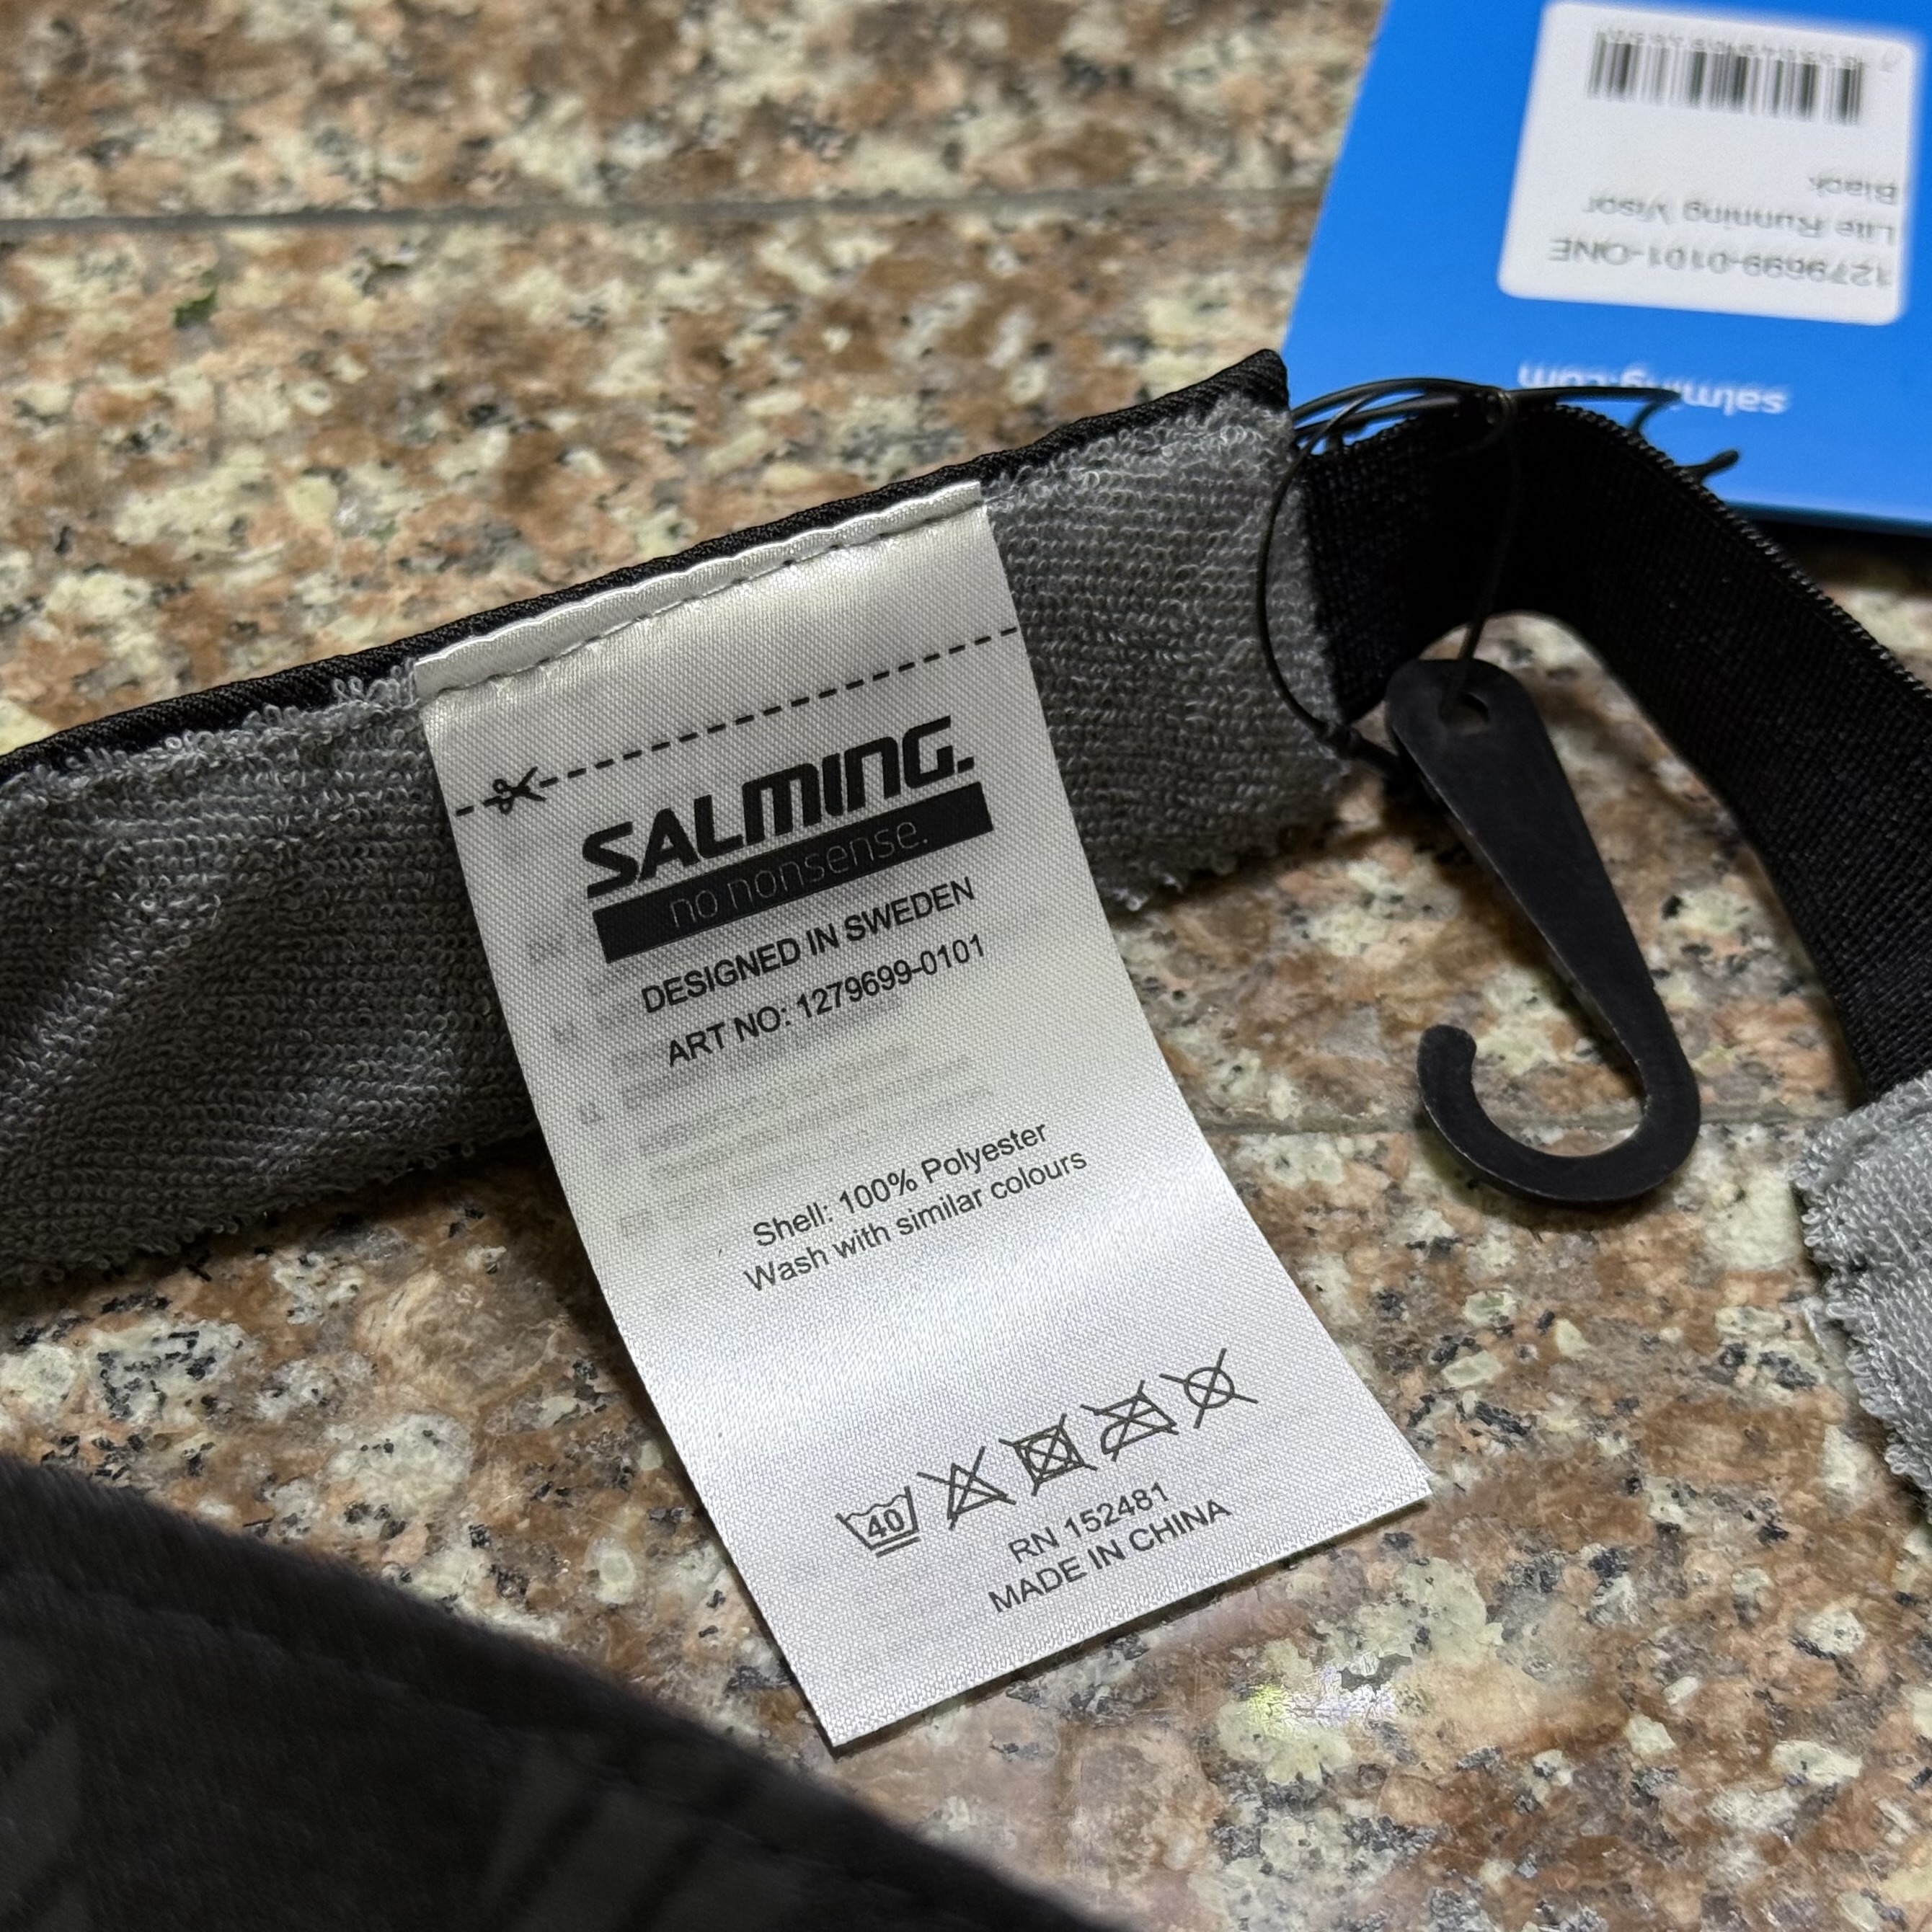 SALMING.
no nonsense.
DESIGNED IN SWEDEN
ART NO: 1279699-0101
Shell: 100% Polyester
Wash with similar colours
40
RN 152481
MADE IN CHINA
salming.com
1279699-0101-ONE
Lite Running Visor
Black